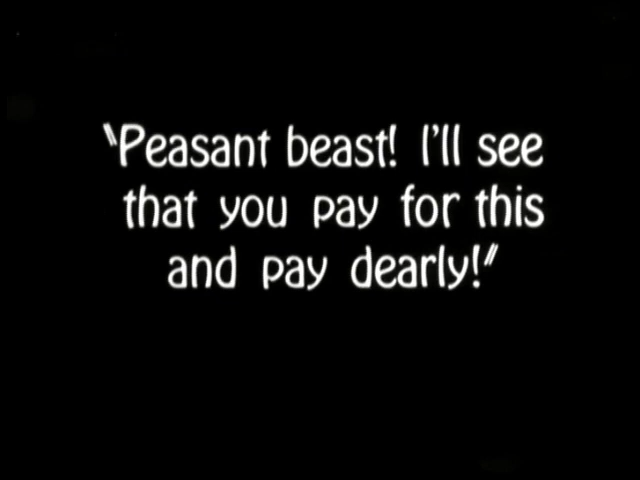 "Peasant beast! I'll see
that you pay for this
and pay dearly!"